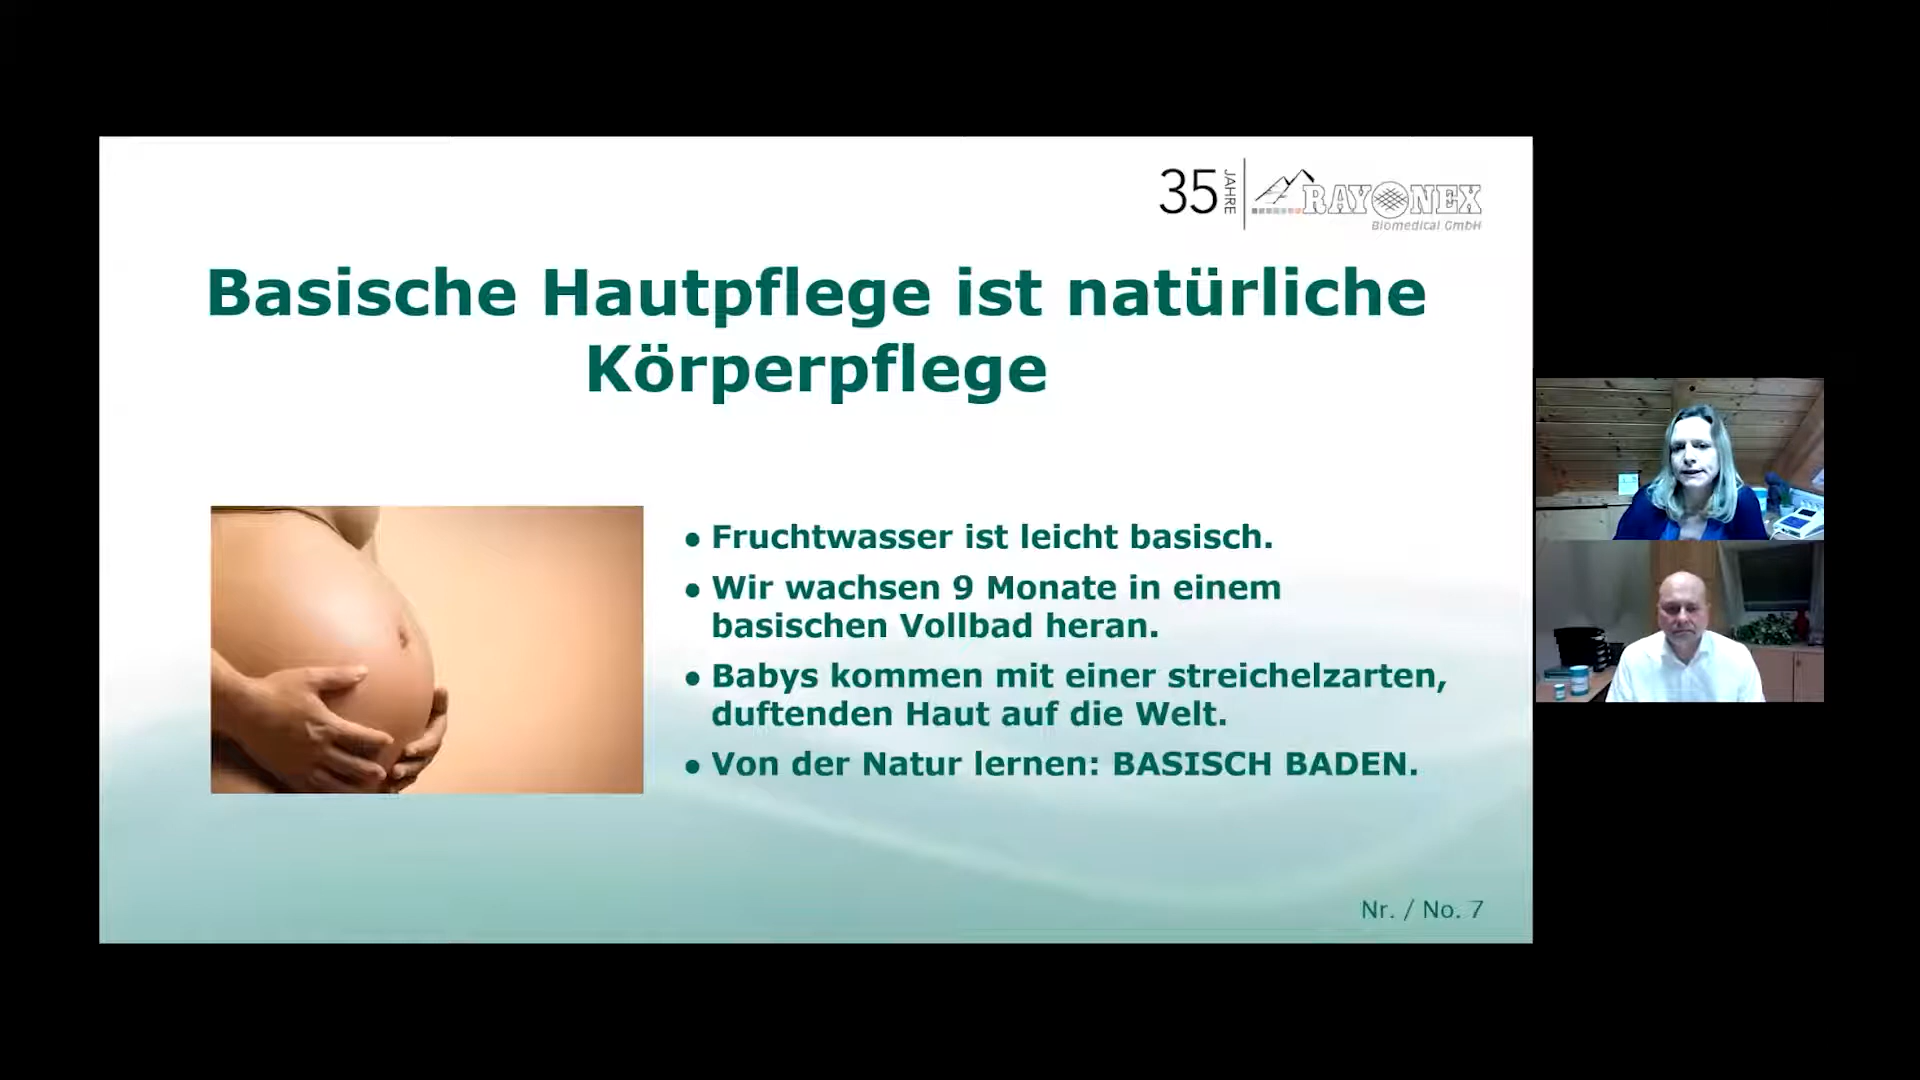 35 JAHRE RAYONEX
Biomedical GmbH
Basische Hautpflege ist natürliche
Körperpflege
• Fruchtwasser ist leicht basisch.
• Wir wachsen 9 Monate in einem
basischen Vollbad heran.
• Babys kommen mit einer streichelzarten,
duftenden Haut auf die Welt.
• Von der Natur lernen: BASISCH BADEN.
Nr. / No. 7